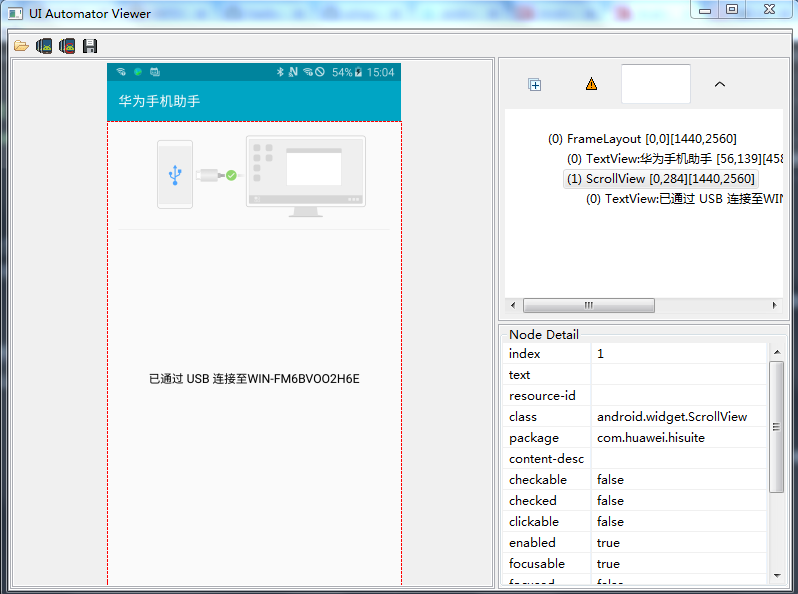 UI Automator Viewer
54% 15:04
华为手机助手
已通过 USB 连接至WIN-FM6BVOO2H6E
(0) FrameLayout [0,0][1440,2560]
(0) TextView:华为手机助手 [56,139][458
(1) ScrollView [0,284][1440,2560]
(0) TextView:已通过 USB 连接至WIN
Node Detail
index 1
text
resource-id
class android.widget.ScrollView
package com.huawei.hisuite
content-desc
checkable false
checked false
clickable false
enabled true
focusable true
focused false